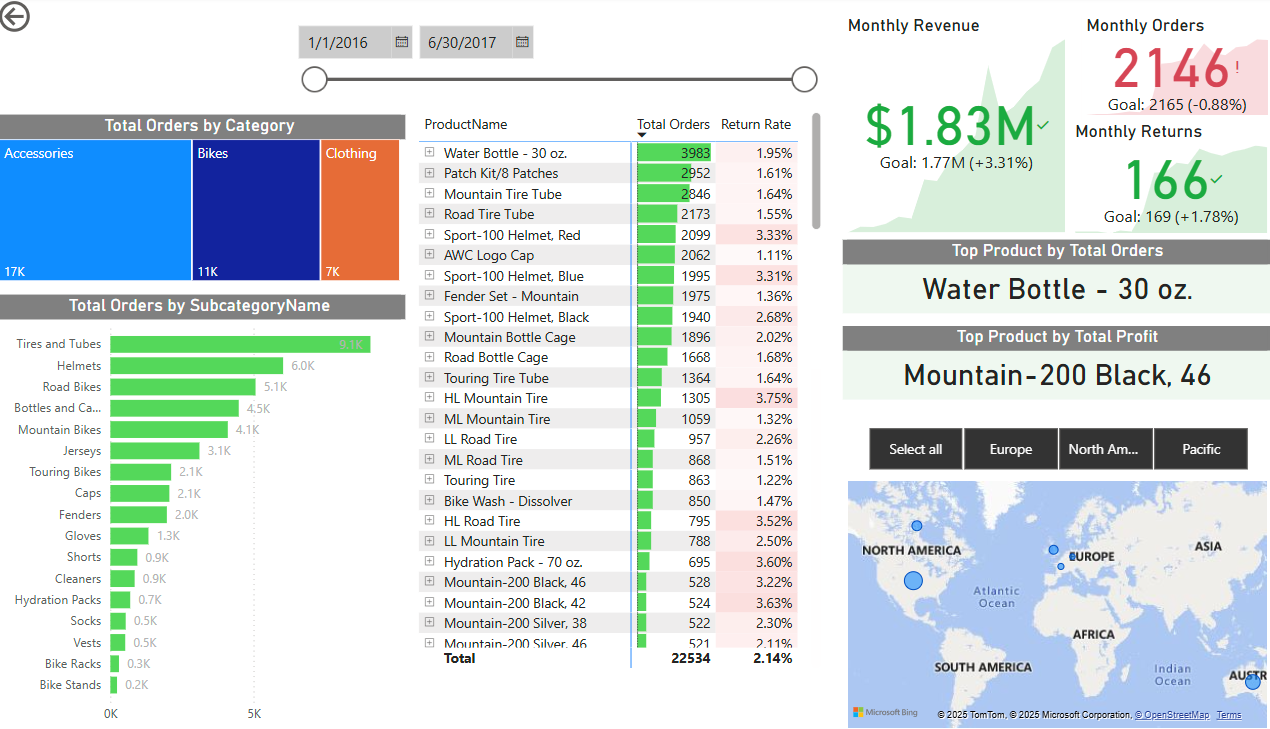 1/1/2016
6/30/2017
Total Orders by Category
Accessories
17K
Bikes
11K
Clothing
7K
Total Orders by SubcategoryName
Tires and Tubes 9.1K
Helmets 6.0K
Road Bikes 5.1K
Bottles and Ca... 4.5K
Mountain Bikes 4.1K
Jerseys 3.1K
Touring Bikes 2.1K
Caps 2.1K
Fenders 2.0K
Gloves 1.3K
Shorts 0.9K
Cleaners 0.9K
Hydration Packs 0.7K
Socks 0.5K
Vests 0.5K
Bike Racks 0.3K
Bike Stands 0.2K
0K 5K
ProductName Total Orders Return Rate
Water Bottle - 30 oz. 3983 1.95%
Patch Kit/8 Patches 2952 1.61%
Mountain Tire Tube 2846 1.64%
Road Tire Tube 2173 1.55%
Sport-100 Helmet, Red 2099 3.33%
AWC Logo Cap 2062 1.11%
Sport-100 Helmet, Blue 1995 3.31%
Fender Set - Mountain 1975 1.36%
Sport-100 Helmet, Black 1940 2.68%
Mountain Bottle Cage 1896 2.02%
Road Bottle Cage 1668 1.68%
Touring Tire Tube 1364 1.64%
HL Mountain Tire 1305 3.75%
ML Mountain Tire 1059 1.32%
LL Road Tire 957 2.26%
ML Road Tire 868 1.51%
Touring Tire 863 1.22%
Bike Wash - Dissolver 850 1.47%
HL Road Tire 795 3.52%
LL Mountain Tire 788 2.50%
Hydration Pack - 70 oz. 695 3.60%
Mountain-200 Black, 46 528 3.22%
Mountain-200 Black, 42 524 3.63%
Mountain-200 Silver, 38 522 2.30%
Mountain-200 Silver, 46 521 2.11%
Total 22534 2.14%
Monthly Revenue
$1.83M
Goal: 1.77M (+3.31%)
Monthly Orders
2146!
Goal: 2165 (-0.88%)
Monthly Returns
166
Goal: 169 (+1.78%)
Top Product by Total Orders
Water Bottle - 30 oz.
Top Product by Total Profit
Mountain-200 Black, 46
Select all
Europe
North Am...
Pacific
NORTH AMERICA
EUROPE
ASIA
Atlantic
Ocean
AFRICA
SOUTH AMERICA
Indian
Ocean
AUSTR
Microsoft Bing
© 2025 TomTom, © 2025 Microsoft Corporation, © OpenStreetMap Terms